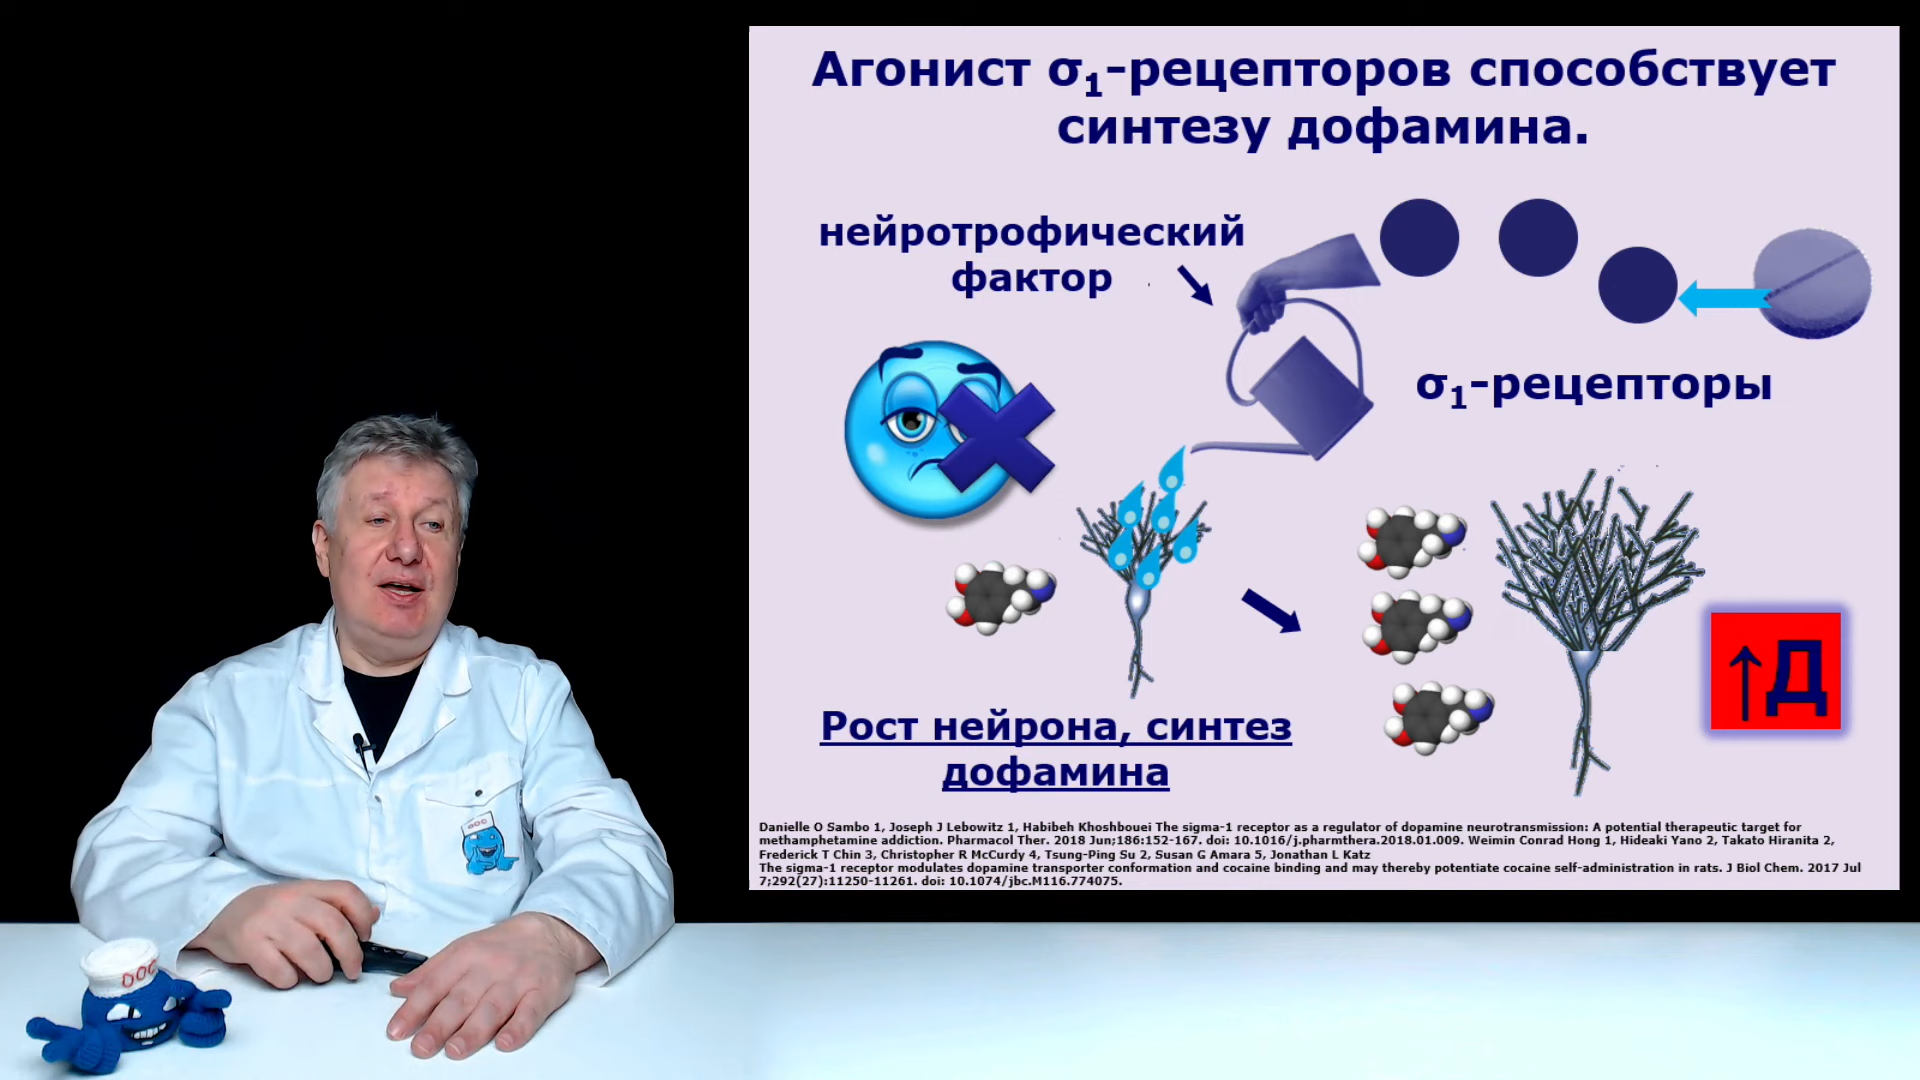 Агонист σ₁-рецепторов способствует
синтезу дофамина.
нейротрофический
фактор
σ₁-рецепторы
↑Д
Рост нейрона, синтез
дофамина
Danielle O Sambo 1, Joseph J Lebowitz 1, Habibeh Khoshbouei The sigma-1 receptor as a regulator of dopamine neurotransmission: A potential therapeutic target for
methamphetamine addiction. Pharmacol Ther. 2018 Jun;186:152-167. doi: 10.1016/j.pharmthera.2018.01.009. Weimin Conrad Hong 1, Hideaki Yano 2, Takato Hiranita 2,
Frederick T Chin 3, Christopher R McCurdy 4, Tsung-Ping Su 2, Susan G Amara 5, Jonathan L Katz
The sigma-1 receptor modulates dopamine transporter conformation and cocaine binding and may thereby potentiate cocaine self-administration in rats. J Biol Chem. 2017 Jul
7;292(27):11250-11261. doi: 10.1074/jbc.M116.774075.
DOC
DOC